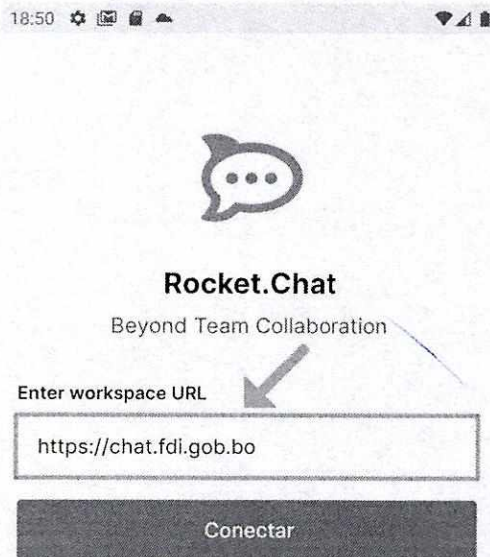 18:50
Rocket.Chat
Beyond Team Collaboration
Enter workspace URL
https://chat.fdi.gob.bo
Conectar